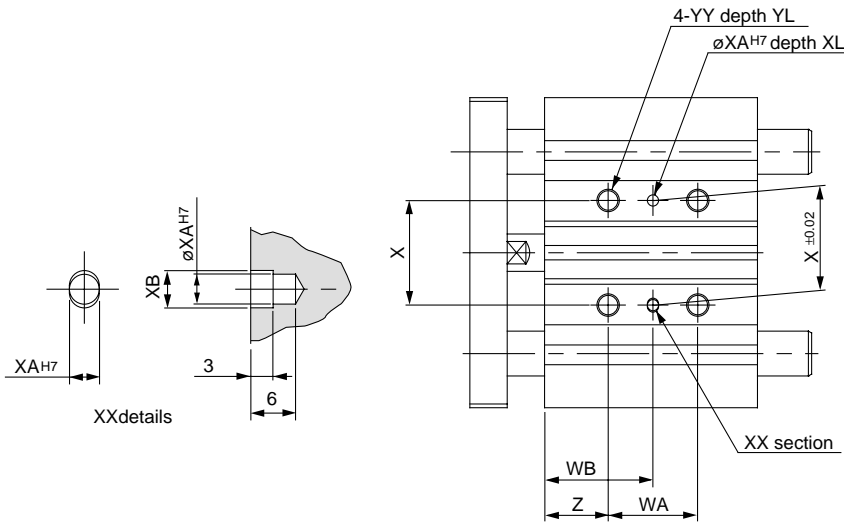 4-YY depth YL
øXAH7 depth XL
X
X ±0.02
øXAH7
XB
XAH7
3
6
XXdetails
XX section
WB
Z
WA